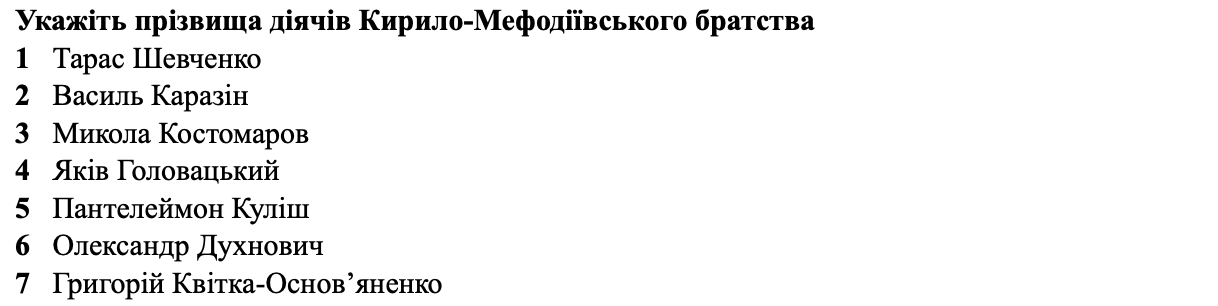 Укажіть прізвища діячів Кирило-Мефодіївського братства
1 Тарас Шевченко
2 Василь Каразін
3 Микола Костомаров
4 Яків Головацький
5 Пантелеймон Куліш
6 Олександр Духнович
7 Григорій Квітка-Основ’яненко